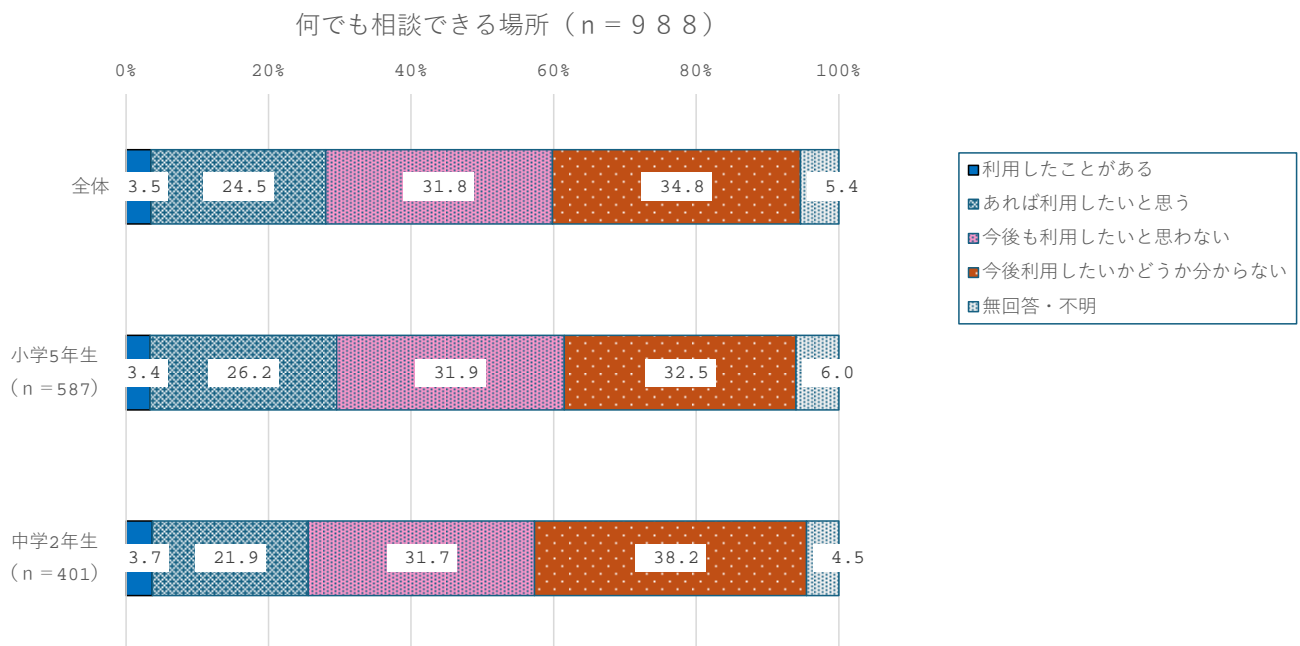 何でも相談できる場所（ｎ＝９８８）
0% 20% 40% 60% 80% 100%
全体 3.5 24.5 31.8 34.8 5.4
小学5年生
（ｎ＝587） 3.4 26.2 31.9 32.5 6.0
中学2年生
（ｎ＝401） 3.7 21.9 31.7 38.2 4.5
利用したことがある
あれば利用したいと思う
今後も利用したいと思わない
今後利用したいかどうか分からない
無回答・不明